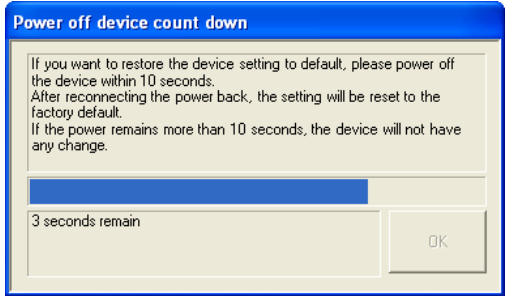 Power off device count down
If you want to restore the device setting to default, please power off
the device within 10 seconds.
After reconnecting the power back, the setting will be reset to the
factory default.
If the power remains more than 10 seconds, the device will not have
any change.
3 seconds remain
OK